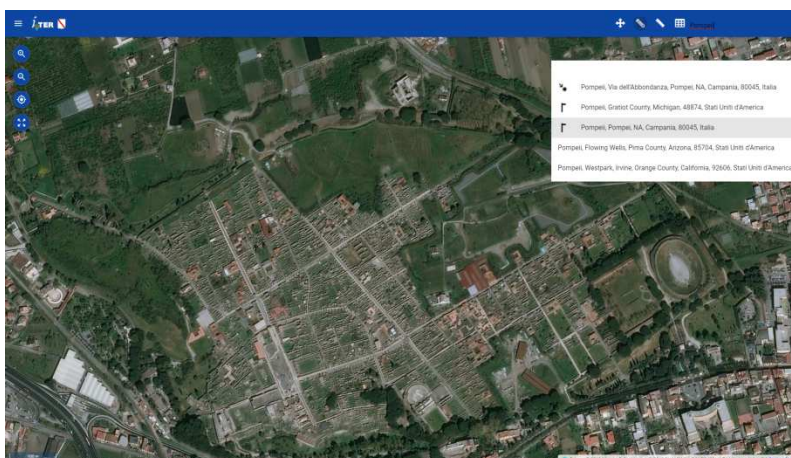 i.TER
Pompei
Pompeii, Via dell'Abbondanza, Pompei, NA, Campania, 80045, Italia
Pompeii, Gratiot County, Michigan, 48874, Stati Uniti d'America
Pompeii, Pompei, NA, Campania, 80045, Italia
Pompeii, Flowing Wells, Pima County, Arizona, 85704, Stati Uniti d'America
Pompeii, Westpark, Irvine, Orange County, California, 92606, Stati Uniti d'America